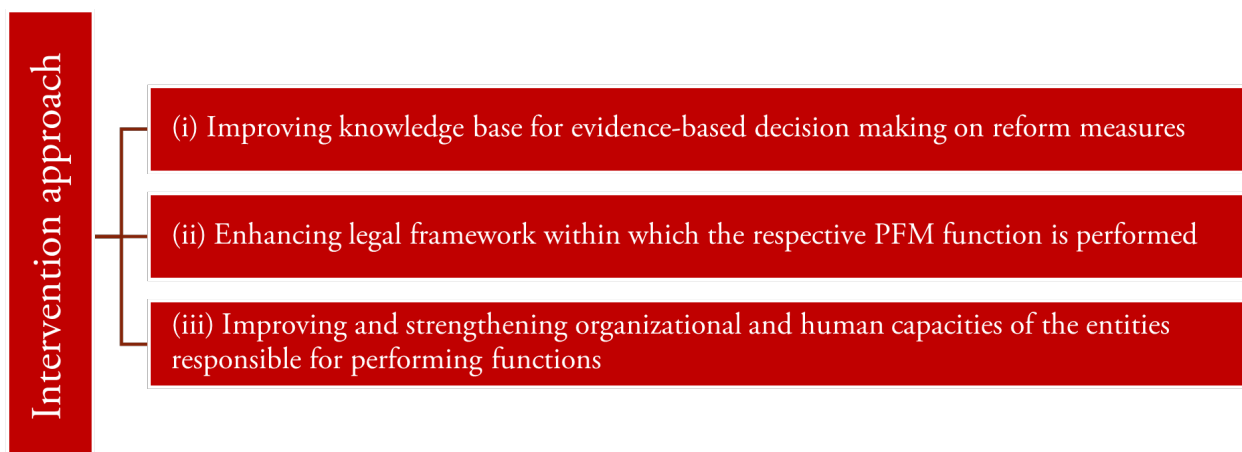 Intervention approach
(i) Improving knowledge base for evidence-based decision making on reform measures
(ii) Enhancing legal framework within which the respective PFM function is performed
(iii) Improving and strengthening organizational and human capacities of the entities
responsible for performing functions